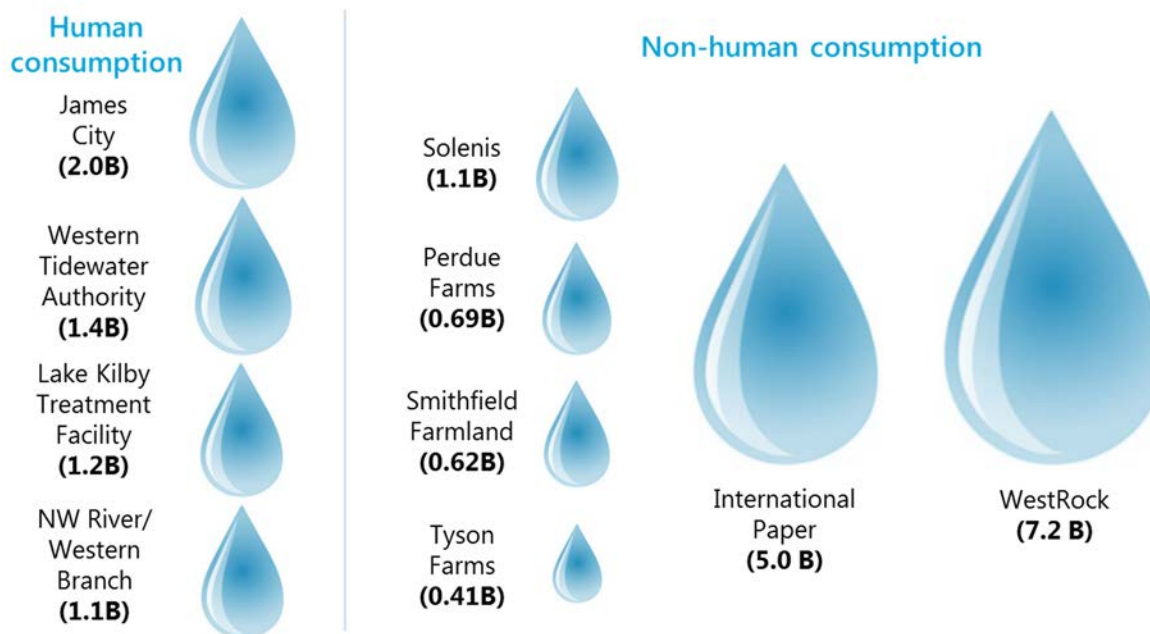 Human
consumption
James
City
(2.0B)
Western
Tidewater
Authority
(1.4B)
Lake Kilby
Treatment
Facility
(1.2B)
NW River/
Western
Branch
(1.1B)
Non-human consumption
Solenis
(1.1B)
Perdue
Farms
(0.69B)
Smithfield
Farmland
(0.62B)
Tyson
Farms
(0.41B)
International
Paper
(5.0 B)
WestRock
(7.2 B)